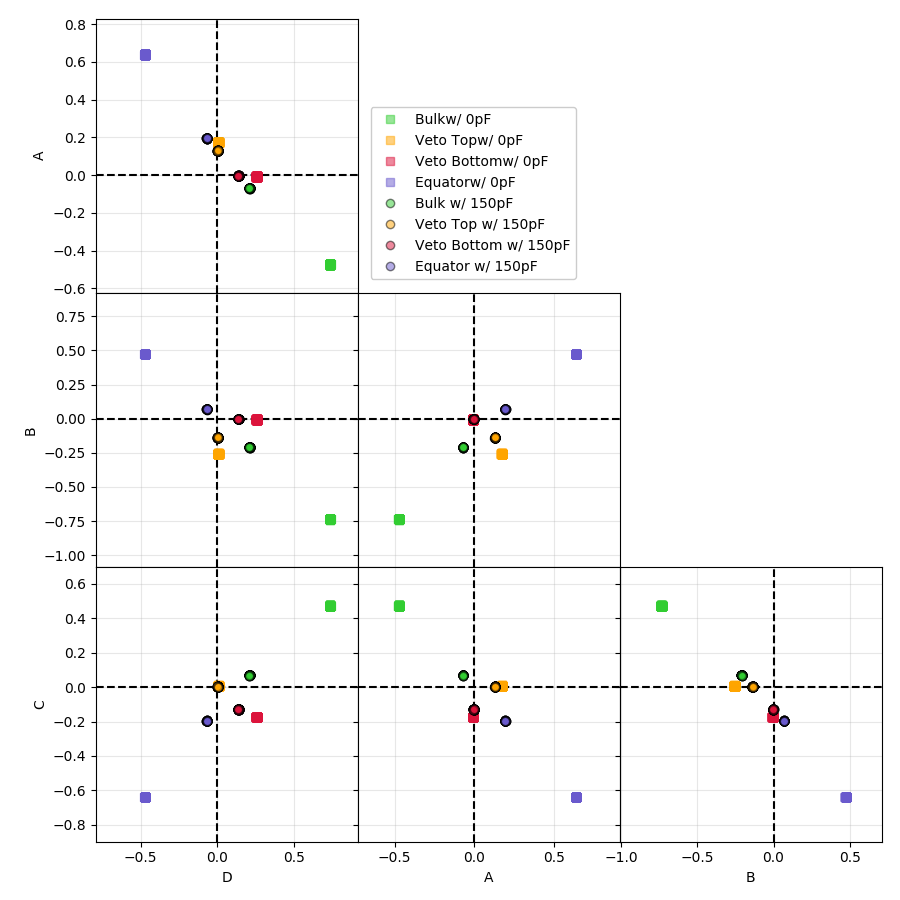 0.8
0.6
0.4
0.2
0.0
−0.2
−0.4
−0.6
A
Bulkw/ 0pF
Veto Topw/ 0pF
Veto Bottomw/ 0pF
Equatorw/ 0pF
Bulk w/ 150pF
Veto Top w/ 150pF
Veto Bottom w/ 150pF
Equator w/ 150pF
0.75
0.50
0.25
0.00
−0.25
−0.50
−0.75
−1.00
B
0.6
0.4
0.2
0.0
−0.2
−0.4
−0.6
−0.8
C
−0.5 0.0 0.5 −0.5 0.0 0.5 −1.0 −0.5 0.0 0.5
D A B